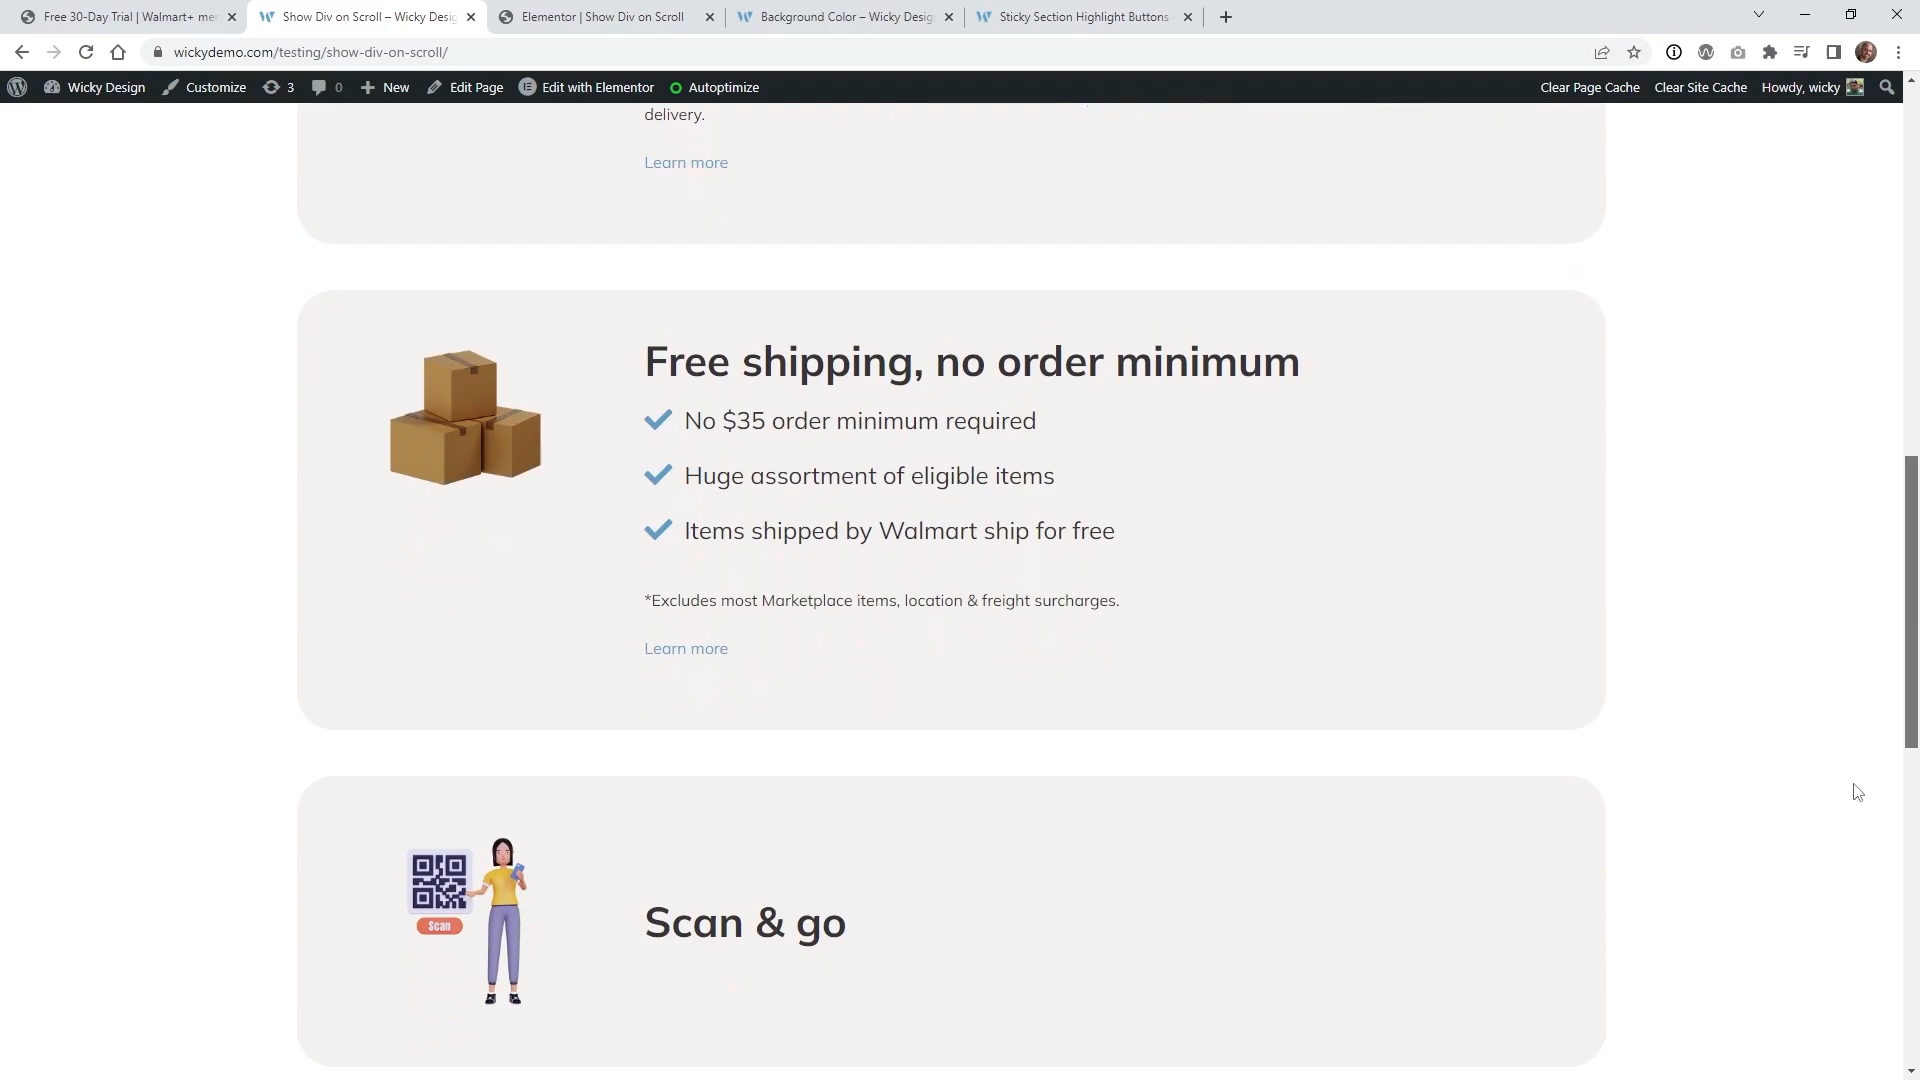 Free 30-Day Trial | Walmart+ mer
Show Div on Scroll – Wicky Desig
Elementor | Show Div on Scroll
Background Color – Wicky Desig
Sticky Section Highlight Buttons
wickydemo.com/testing/show-div-on-scroll/
Wicky Design
Customize
3
0
New
Edit Page
Edit with Elementor
Autoptimize
Clear Page Cache
Clear Site Cache
Howdy, wicky
delivery.
Learn more
Free shipping, no order minimum
No $35 order minimum required
Huge assortment of eligible items
Items shipped by Walmart ship for free
*Excludes most Marketplace items, location & freight surcharges.
Learn more
Scan
Scan & go